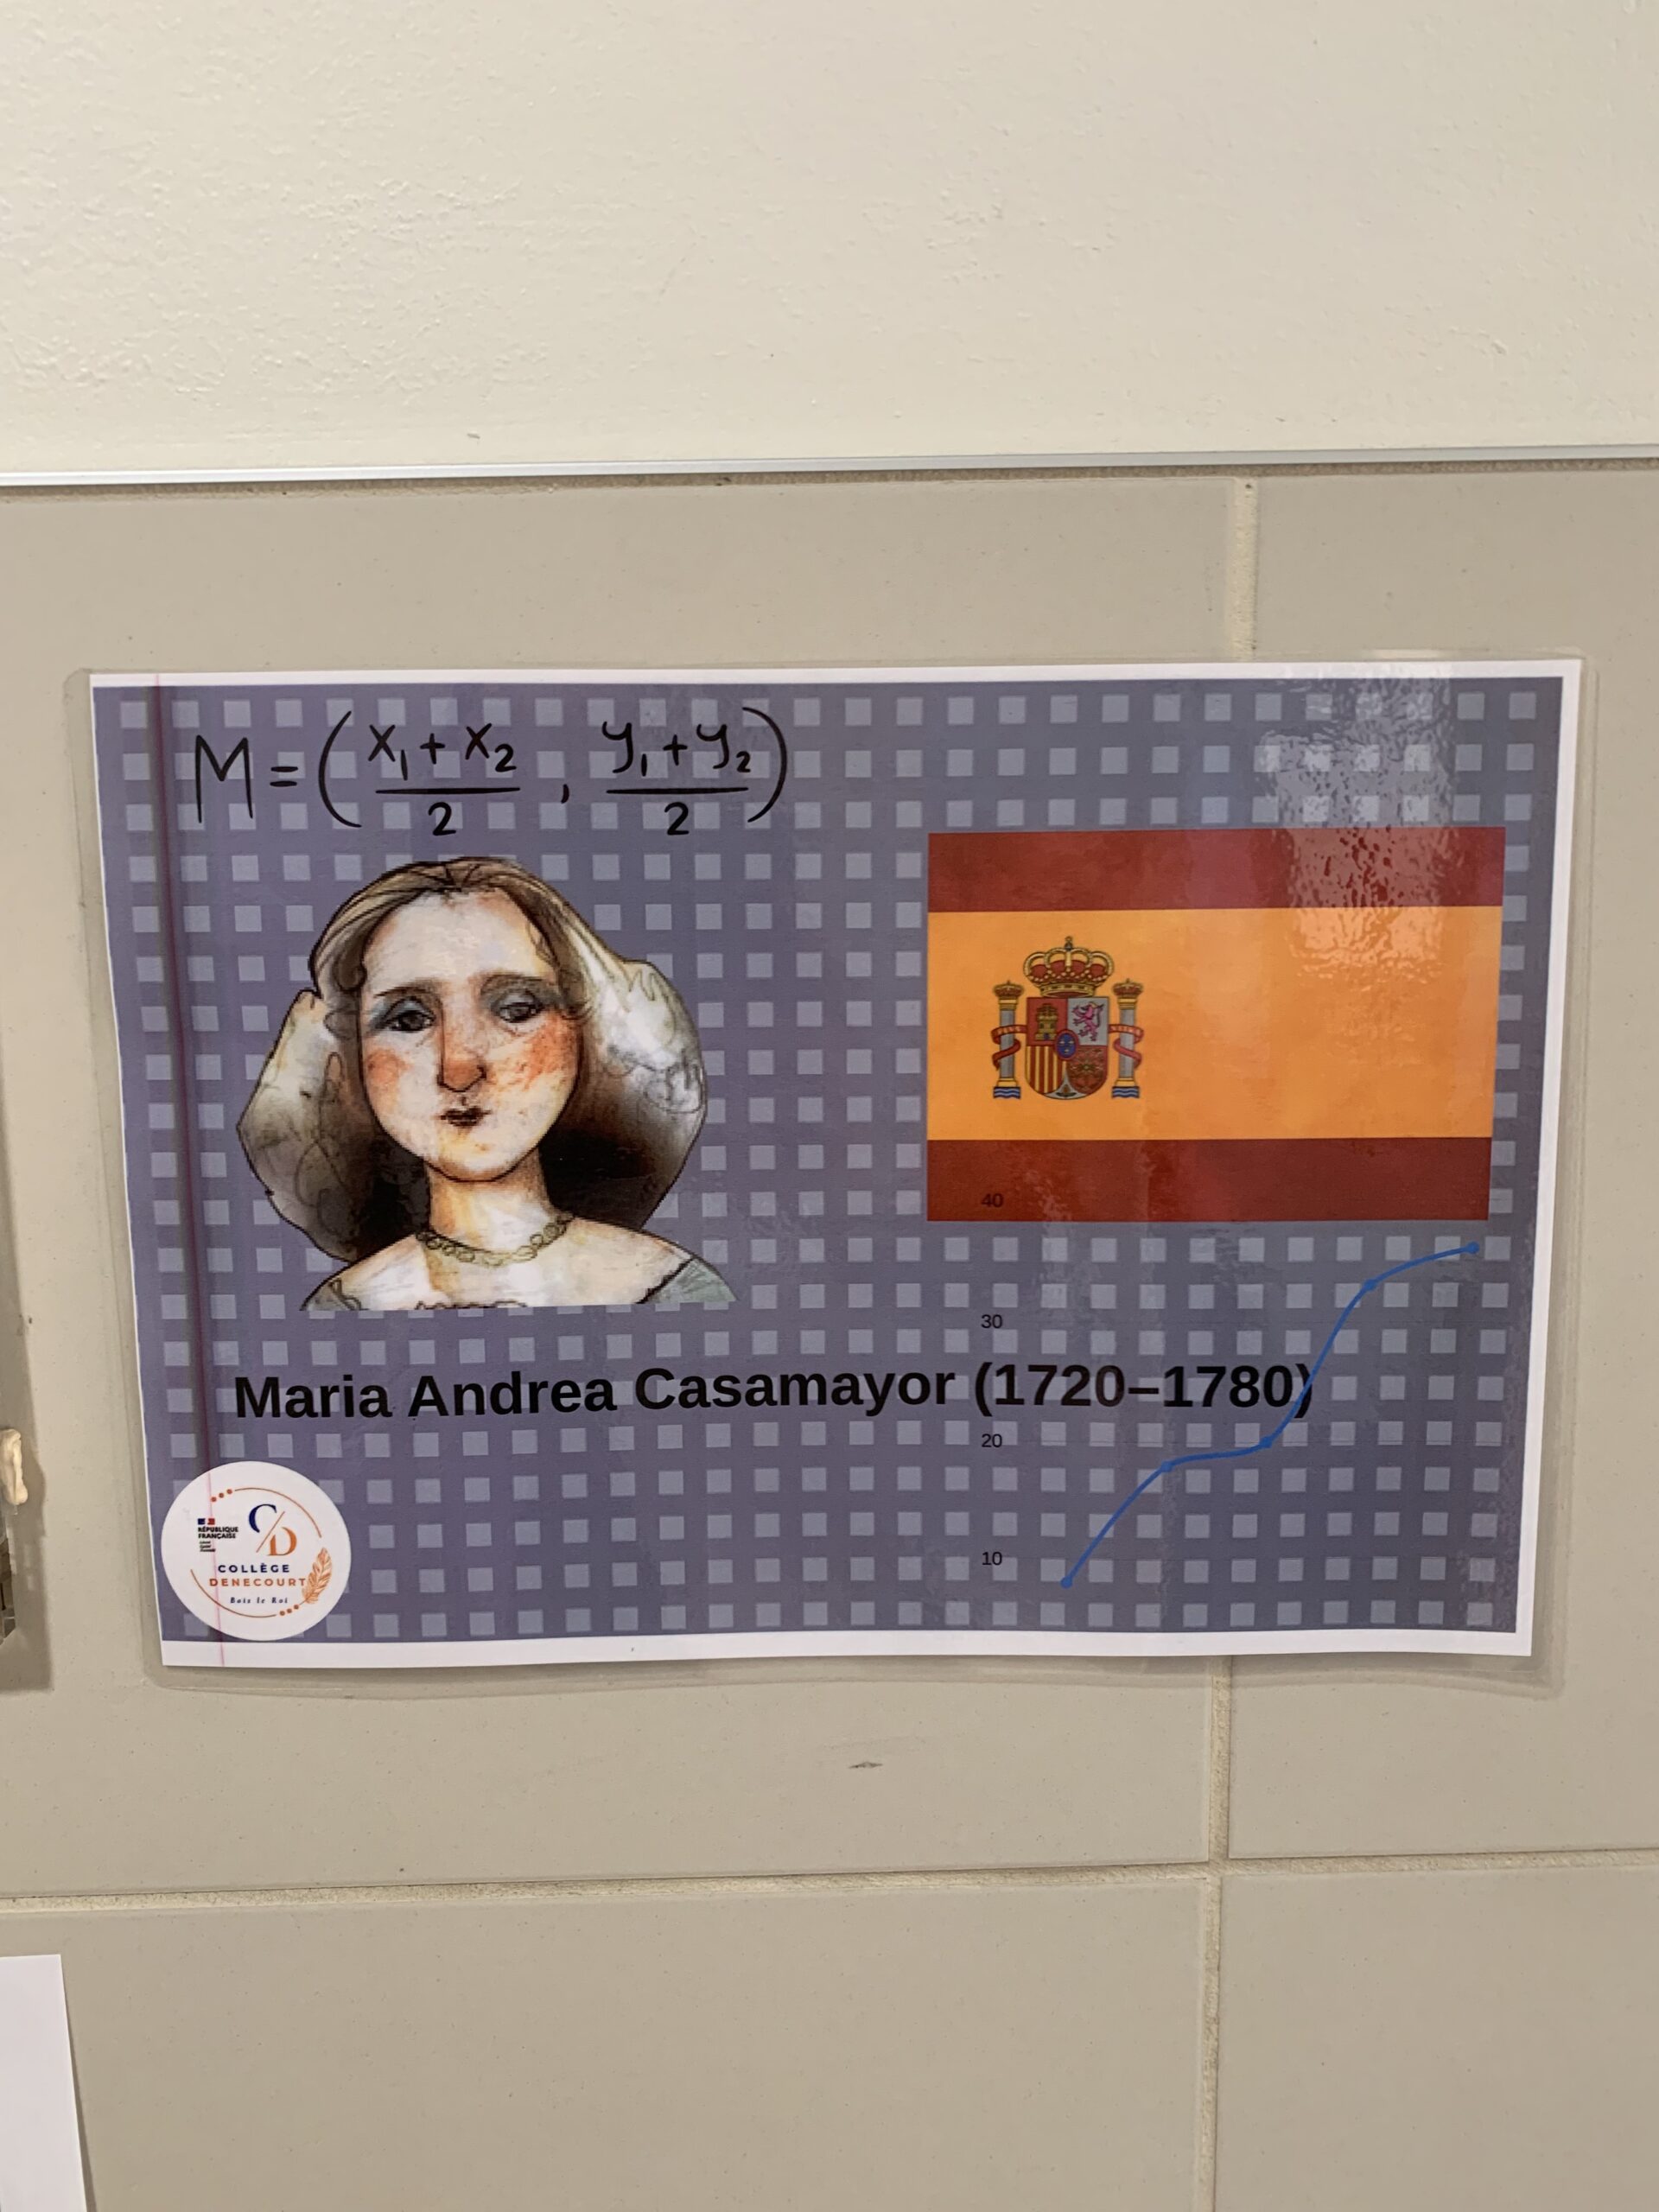 M = ( x₁ + x₂ / 2 , y₁ + y₂ / 2 )
40
30
Maria Andrea Casamayor (1720–1780)
20
10
RÉPUBLIQUE
FRANÇAISE
C/D
COLLÈGE
DENECOURT
Bois le Roi